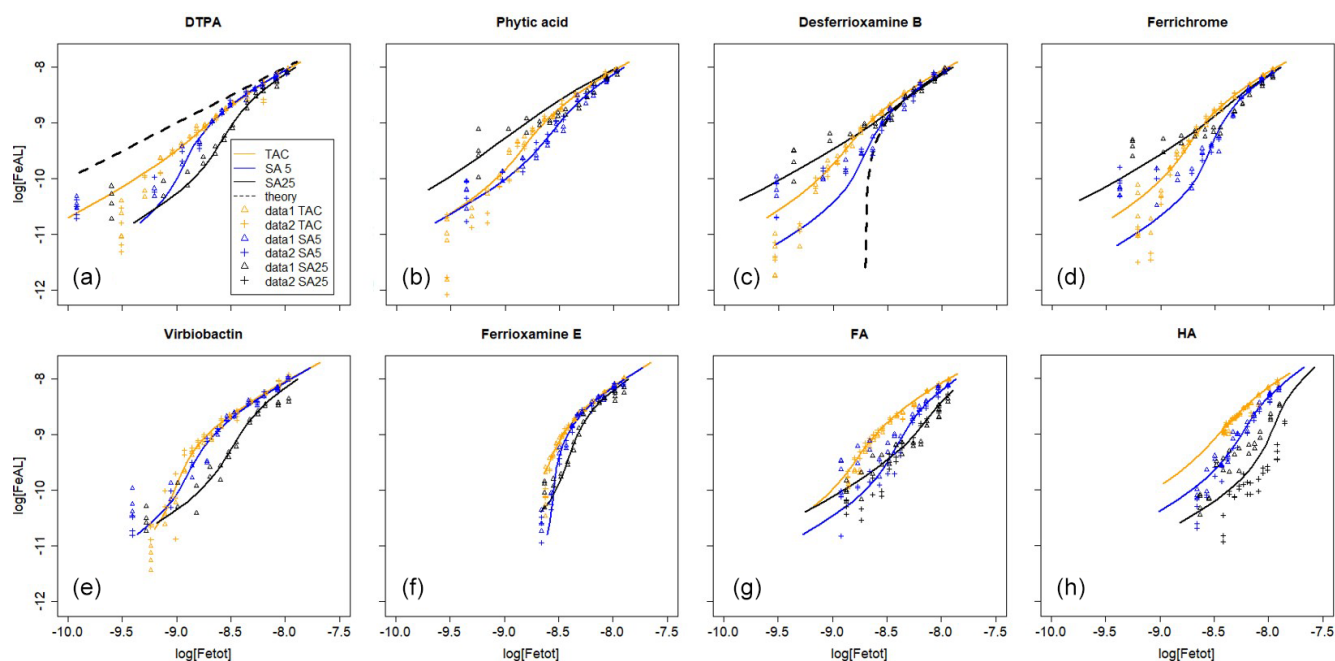 DTPA
Phytic acid
Desferrioxamine B
Ferrichrome
log[FeAL]
-8
-9
-10
-11
-12
TAC
SA 5
SA25
theory
data1 TAC
data2 TAC
data1 SA5
data2 SA5
data1 SA25
data2 SA25
(a)
(b)
(c)
(d)
Virbiobactin
Ferrioxamine E
FA
HA
log[FeAL]
-8
-9
-10
-11
-12
(e)
(f)
(g)
(h)
-10.0 -9.5 -9.0 -8.5 -8.0 -7.5
-10.0 -9.5 -9.0 -8.5 -8.0 -7.5
-10.0 -9.5 -9.0 -8.5 -8.0 -7.5
-10.0 -9.5 -9.0 -8.5 -8.0 -7.5
log[Fetot]
log[Fetot]
log[Fetot]
log[Fetot]